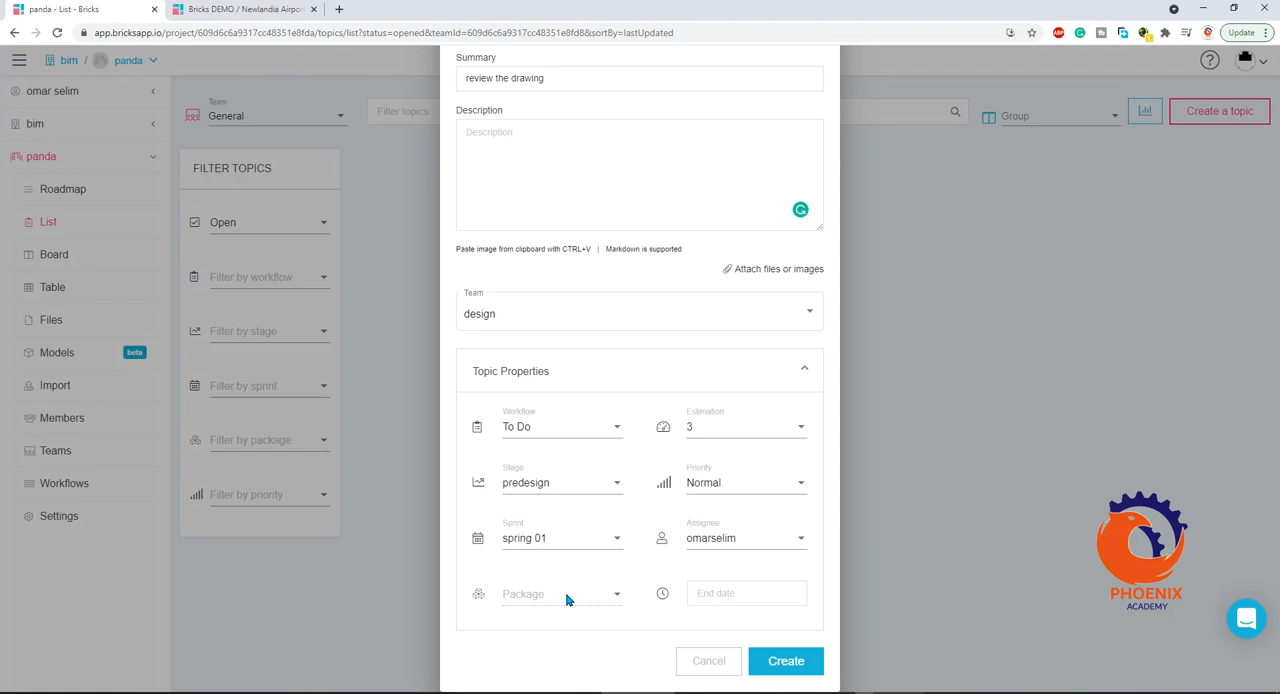 panda - List - Bricks
Bricks DEMO / Newlandia Airpor
app.bricksapp.io/project/609d6c6a9317cc48351e8fda/topics/list?status=opened&teamId=609d6c6a9317cc48351e8fd8&sortBy=lastUpdated
Update
bim / panda
omar selim
bim
panda
Roadmap
List
Board
Table
Files
Models beta
Import
Members
Teams
Workflows
Settings
Team
General
Filter topics...
Group
Create a topic
FILTER TOPICS
Open
Filter by workflow
Filter by stage
Filter by sprint
Filter by package
Filter by priority
Summary
review the drawing
Description
Description
Paste image from clipboard with CTRL+V | Markdown is supported
Attach files or images
Team
design
Topic Properties
Workflow
To Do
Estimation
3
Stage
predesign
Priority
Normal
Sprint
spring 01
Assignee
omarselim
Package
End date
Cancel
Create
PHOENIX
ACADEMY